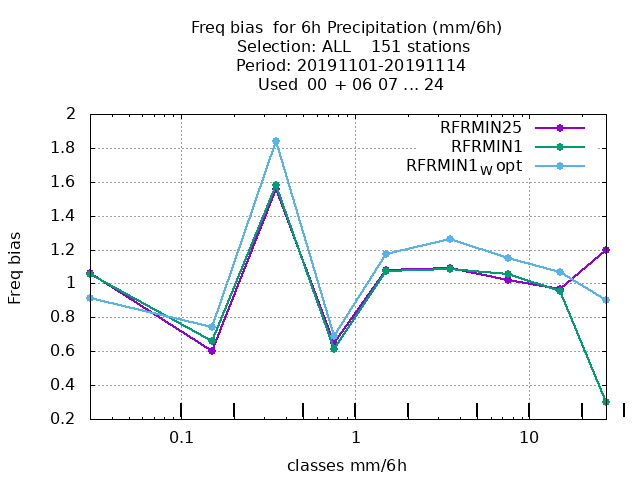 Freq bias  for 6h Precipitation (mm/6h)
Selection: ALL    151 stations
Period: 20191101-20191114
Used  00 + 06 07 ... 24
RFRMIN25
RFRMIN1
RFRMIN1W opt
2
1.8
1.6
1.4
1.2
1
0.8
0.6
0.4
0.2
Freq bias
0.1 1 10
classes mm/6h